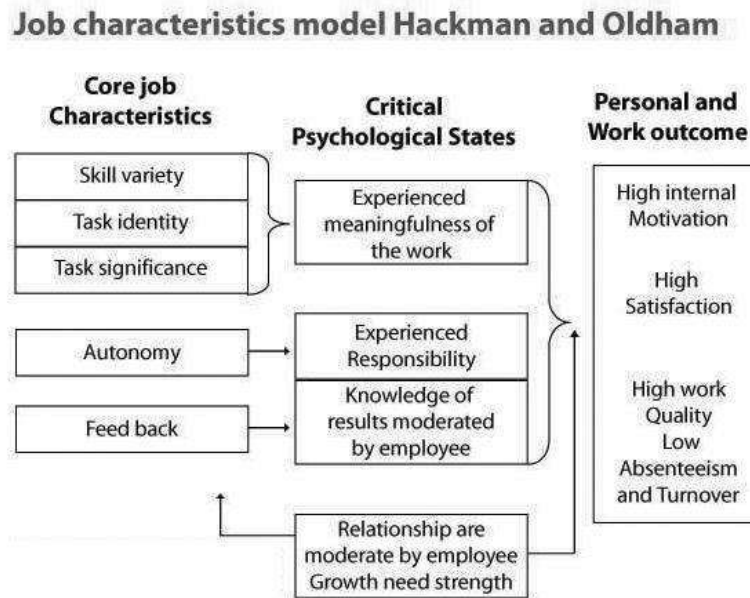 Job characteristics model Hackman and Oldham
Core job
Characteristics
Skill variety
Task identity
Task significance
Autonomy
Feed back
Critical
Psychological States
Experienced
meaningfulness of
the work
Experienced
Responsibility
Knowledge of
results moderated
by employee
Relationship are
moderate by employee
Growth need strength
Personal and
Work outcome
High internal
Motivation
High
Satisfaction
High work
Quality
Low
Absenteeism
and Turnover